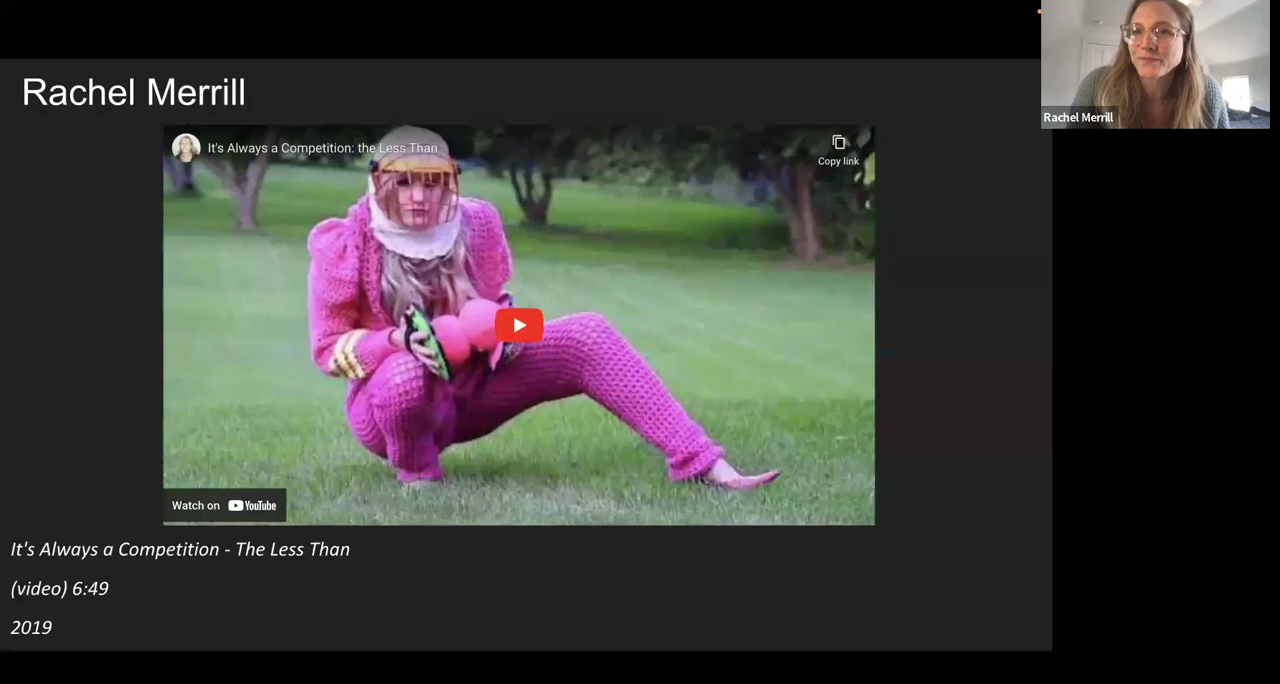 Rachel Merrill
Rachel Merrill
It's Always a Competition: the Less Than
Copy link
Watch on YouTube
It's Always a Competition - The Less Than
(video) 6:49
2019